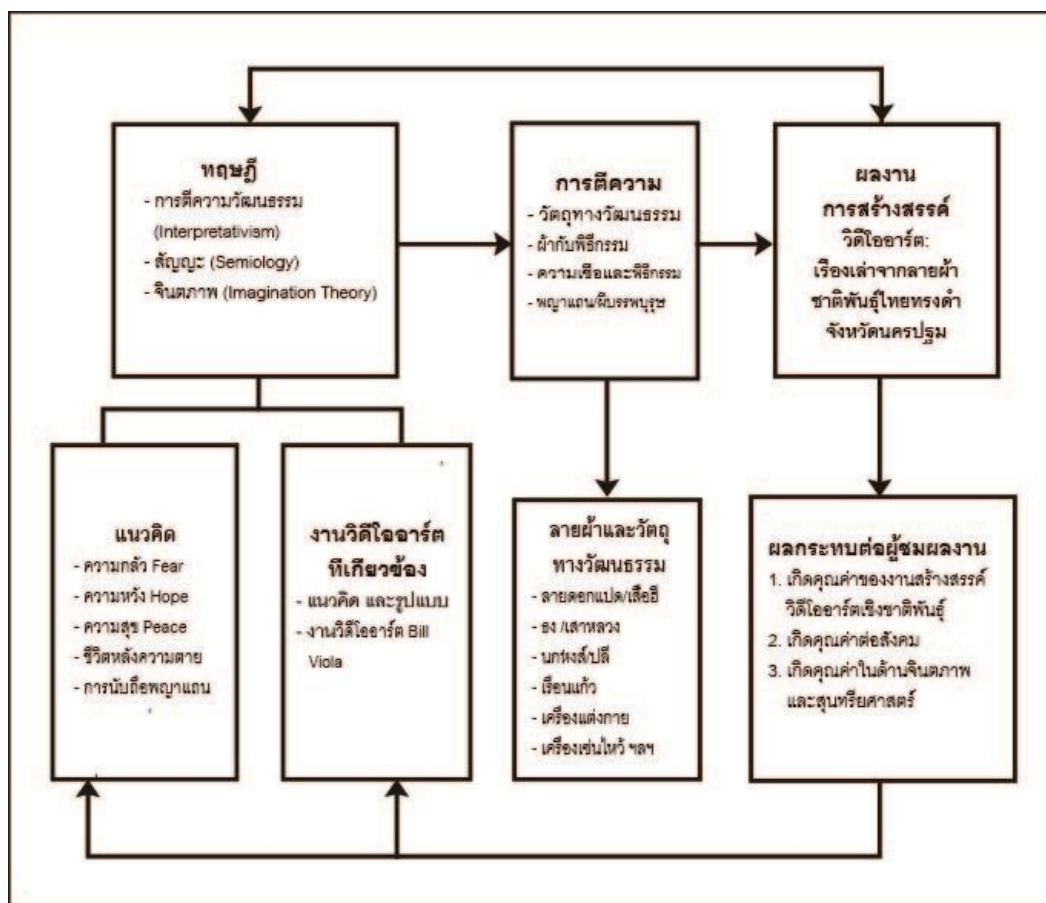 ทฤษฎี
- การตีความวัฒนธรรม
(Interpretativism)
- สัญญะ (Semiology)
- จินตภาพ (Imagination Theory)
การตีความ
- วัตถุทางวัฒนธรรม
- ผ้ากับพิธีกรรม
- ความเชื่อและพิธีกรรม
- พญาแถน/ผีบรรพบุรุษ
ผลงาน
การสร้างสรรค์
วิดีโออาร์ต:
เรื่องเล่าจากลายผ้า
ชาติพันธุ์ไทยทรงดำ
จังหวัดนครปฐม
แนวคิด
- ความกลัว Fear
- ความหวัง Hope
- ความสุข Peace
- ชีวิตหลังความตาย
- การนับถือพญาแถน
งานวิดีโออาร์ต
ที่เกี่ยวข้อง
- แนวคิด และรูปแบบ
- งานวิดีโออาร์ต Bill
Viola
ลายผ้าและวัตถุ
ทางวัฒนธรรม
- ลายดอกแปด/เสื้อฮี
- ธง /เสาหลวง
- นกหงส์/ปลี
- เรือนแก้ว
- เครื่องแต่งกาย
- เครื่องเซ่นไหว้ ฯลฯ
ผลกระทบต่อผู้ชมผลงาน
1. เกิดคุณค่าของงานสร้างสรรค์
วิดีโออาร์ตเชิงชาติพันธุ์
2. เกิดคุณค่าต่อสังคม
3. เกิดคุณค่าในด้านจินตภาพ
และสุนทรียศาสตร์